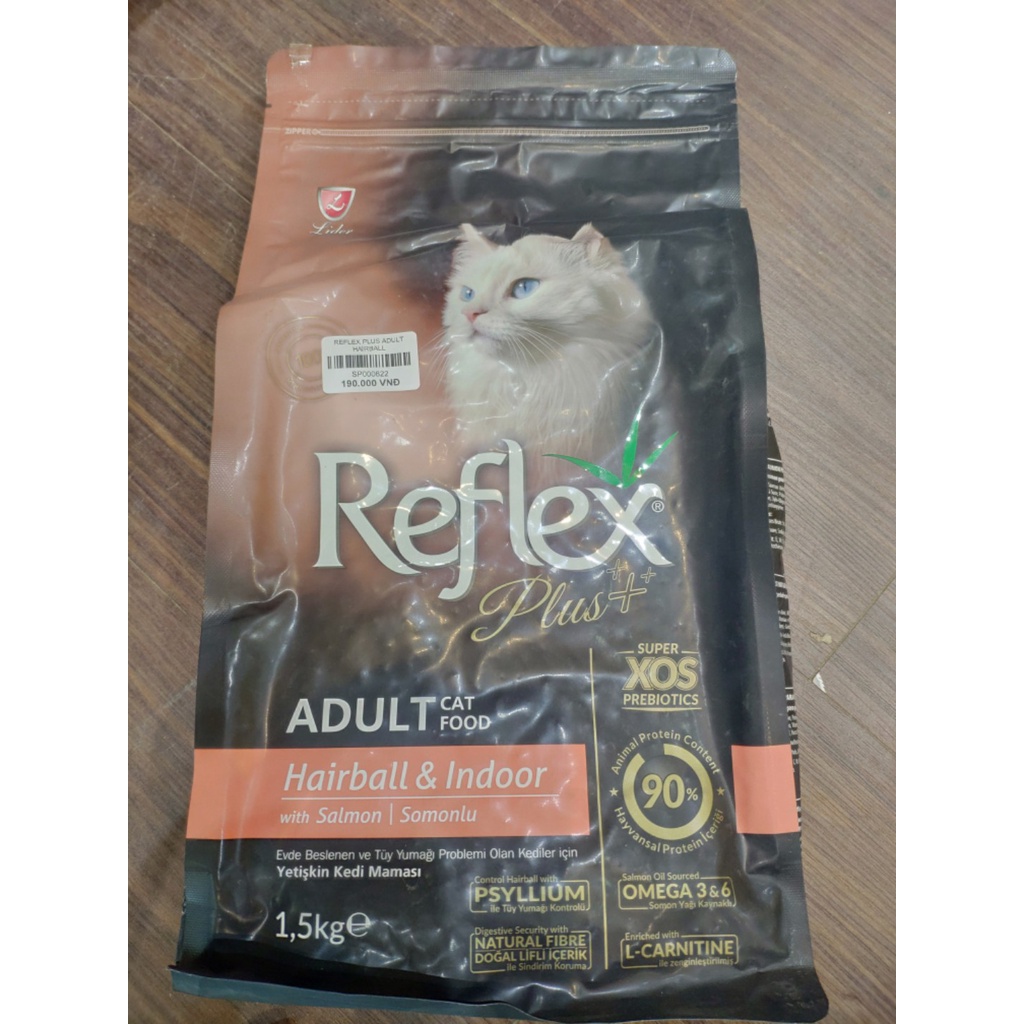 ZIPPER
Lider
REFLEX PLUS ADULT
HAIRBALL
SP000622
190.000 VNĐ
Reflex®
Plus+++
SUPER
XOS
PREBIOTICS
ADULT CAT
FOOD
Animal Protein Content
90%
Hayvansal Protein İçeriği
Hairball & Indoor
with Salmon | Somonlu
Evde Beslenen ve Tüy Yumağı Problemi Olan Kediler için
Yetişkin Kedi Maması
Control Hairball with
PSYLLIUM
ile Tüy Yumağı Kontrolü
Salmon Oil Sourced
OMEGA 3 & 6
Somon Yağı Kaynaklı
1,5kg℮
Digestive Security with
NATURAL FIBRE
DOĞAL LİFLİ İÇERİK
ile Sindirim Koruma
Enriched with
L-CARNITINE
ile zenginleştirilmiş